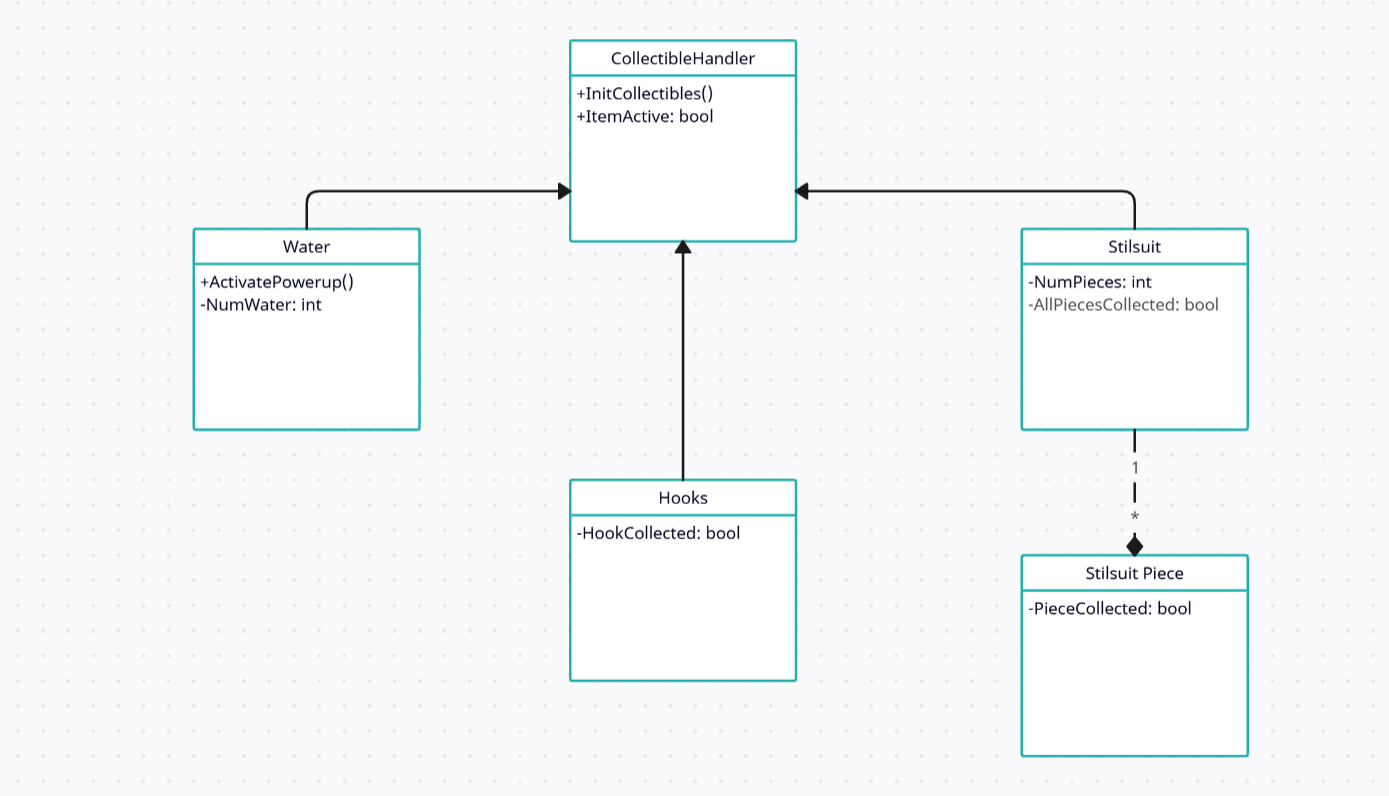 CollectibleHandler
+InitCollectibles()
+ItemActive: bool
Water
+ActivatePowerup()
-NumWater: int
Stilsuit
-NumPieces: int
-AllPiecesCollected: bool
1
*
Hooks
-HookCollected: bool
Stilsuit Piece
-PieceCollected: bool